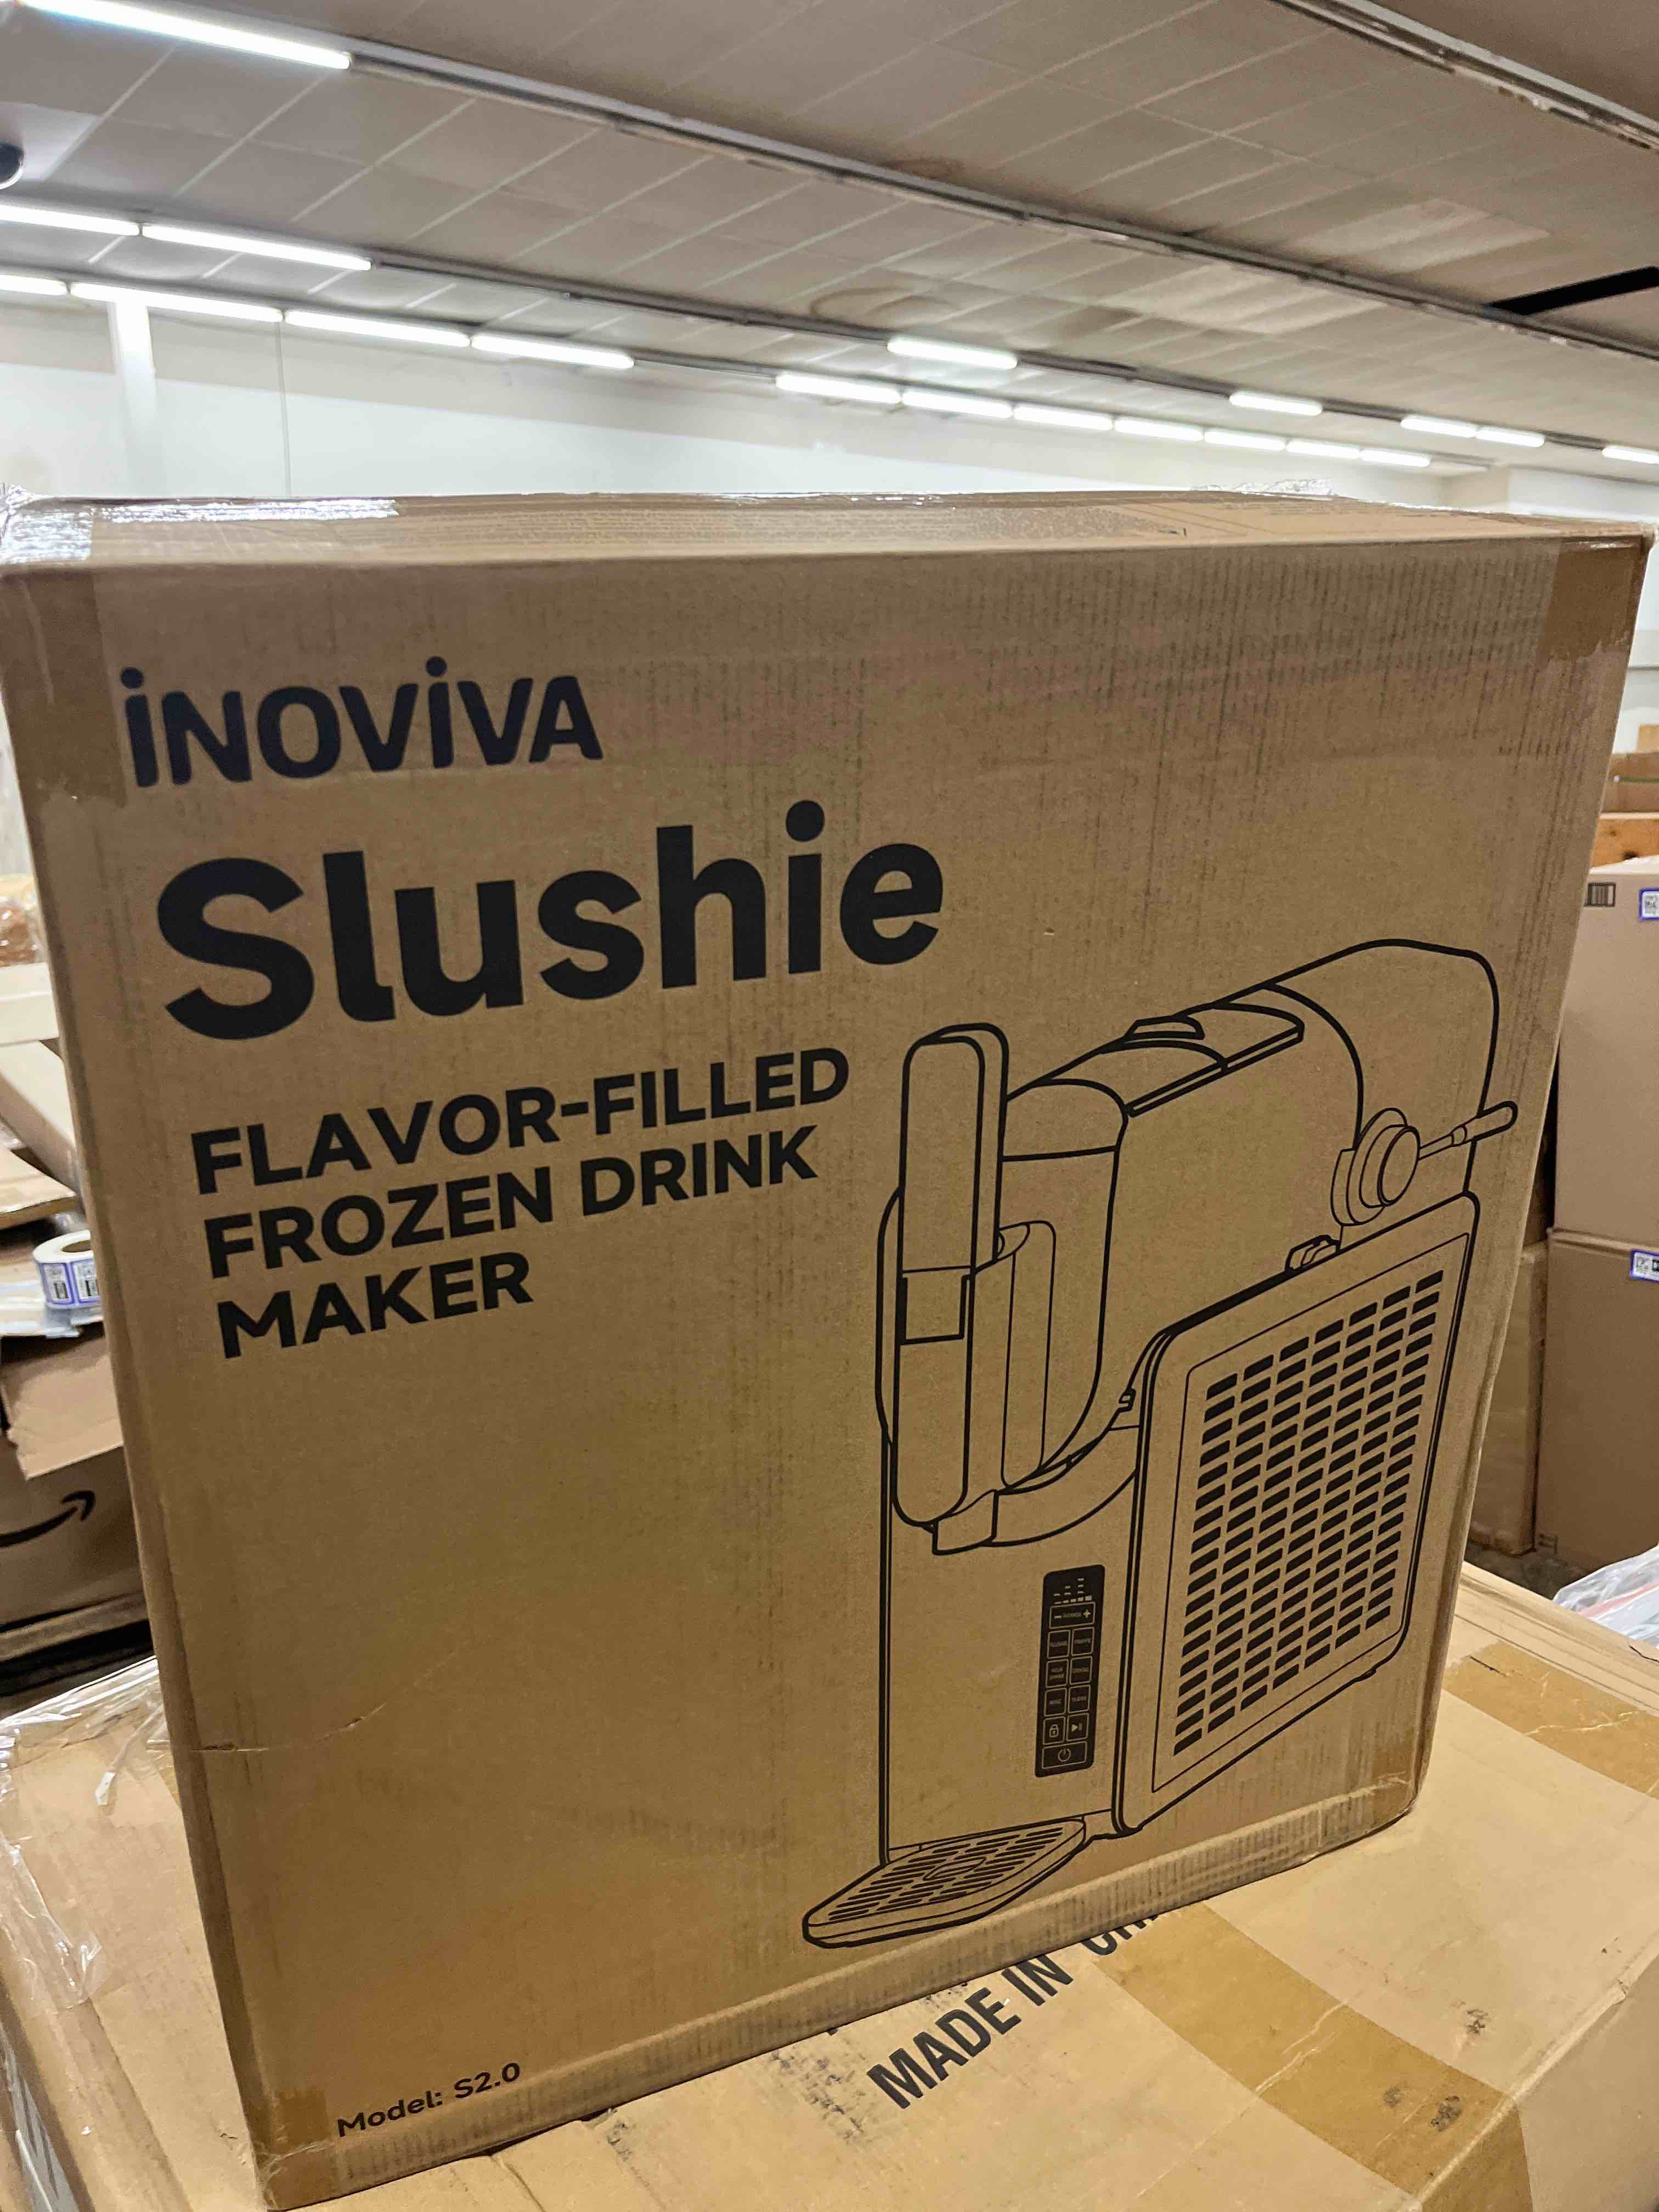 iNOViVA
Slushie
FLAVOR-FILLED
FROZEN DRINK
MAKER
Model: S2.0
MADE IN